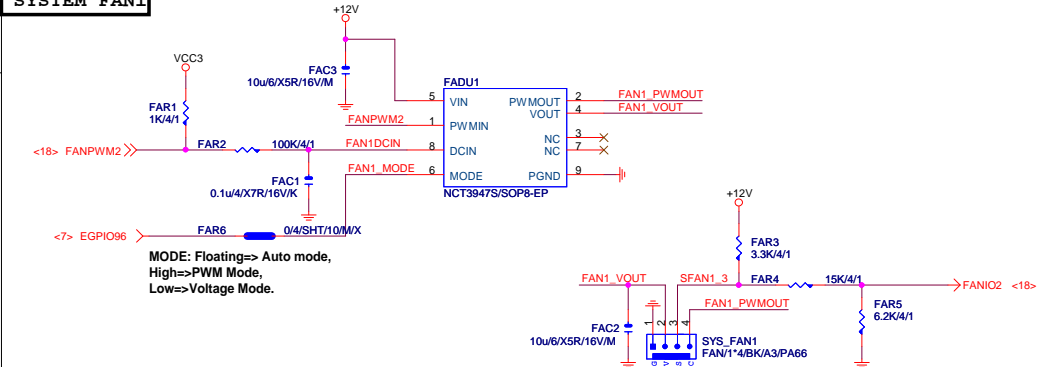 SYSTEM FAN1
+12V
VCC3
FAC3
10u/6/X5R/16V/M
FADU1
FAR1
1K/4/1
5 VIN PWMOUT 2 FAN1_PWMOUT
VOUT 4 FAN1_VOUT
FANPWM2 1 PWMIN
NC 3
<18> FANPWM2 FAR2 100K/4/1 FAN1DCIN 8 DCIN NC 7
FAN1_MODE 6 MODE PGND 9
FAC1
0.1u/4/X7R/16V/K
NCT3947S/SOP8-EP
+12V
<7> EGPIO96 FAR6 0/4/SHT/10/M/X
MODE: Floating=> Auto mode,
High=>PWM Mode,
Low=>Voltage Mode.
FAR3
3.3K/4/1
FAN1_VOUT SFAN1_3 FAR4 15K/4/1 FANIO2 <18>
FAN1_PWMOUT
FAR5
6.2K/4/1
FAC2
10u/6/X5R/16V/M
1 2 3 4
SYS_FAN1
FAN/1*4/BK/A3/PA66
G V S C